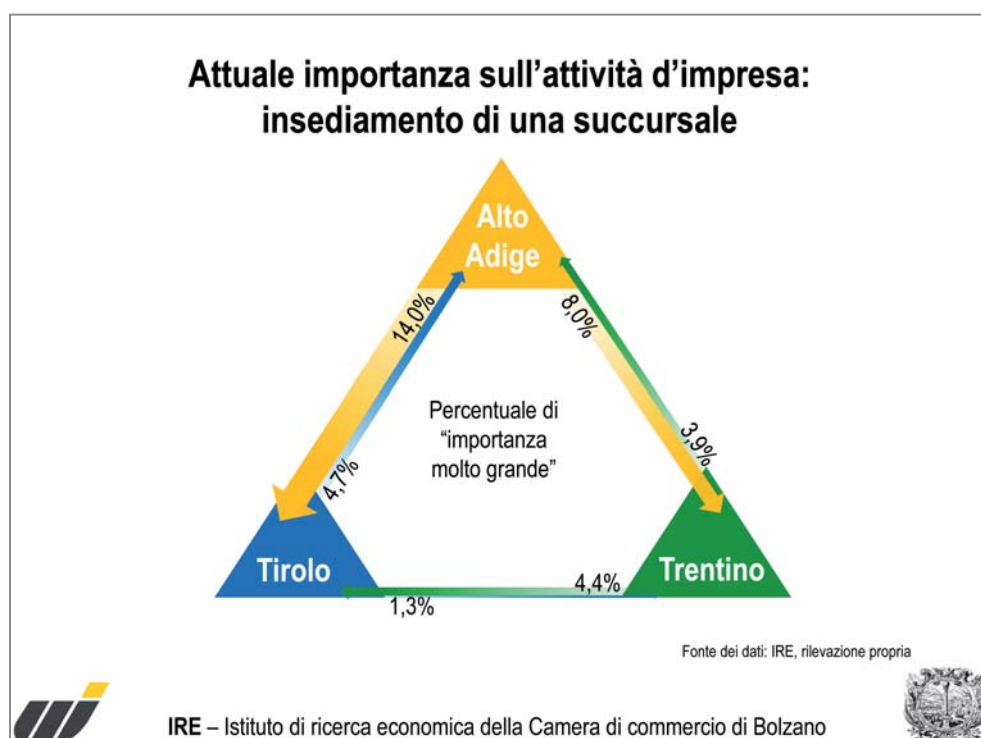 Attuale importanza sull’attività d’impresa:
insediamento di una succursale
Alto
Adige
14,0%
8,0%
Percentuale di
“importanza
molto grande”
4,7%
3,9%
Tirolo
Trentino
4,4%
1,3%
Fonte dei dati: IRE, rilevazione propria
IRE – Istituto di ricerca economica della Camera di commercio di Bolzano